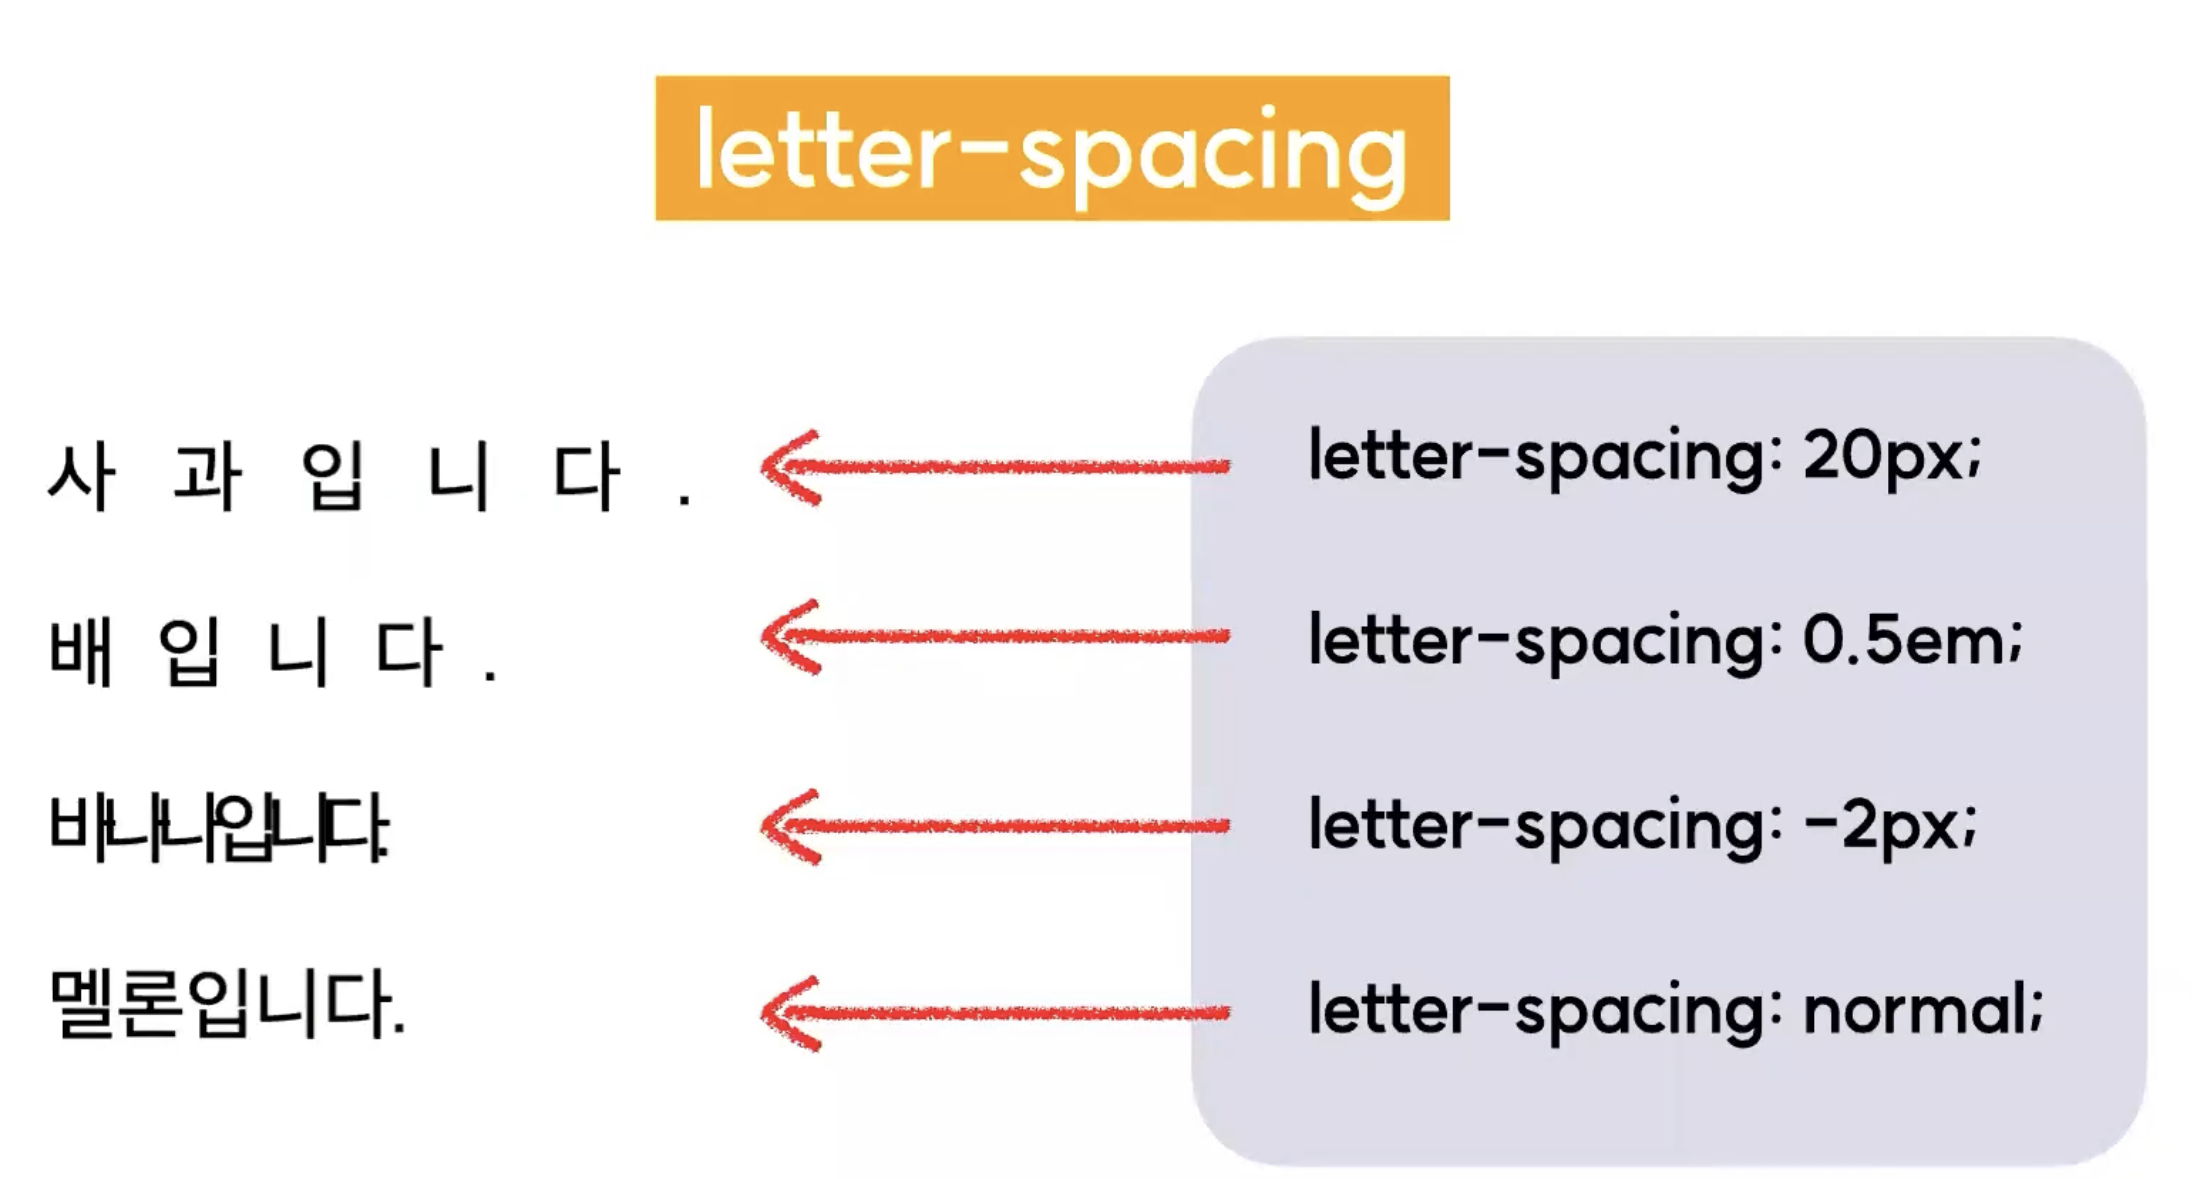 letter-spacing
사 과 입 니 다 .
letter-spacing: 20px;
배 입 니 다 .
letter-spacing: 0.5em;
바나나입니다.
letter-spacing: -2px;
멜론입니다.
letter-spacing: normal;